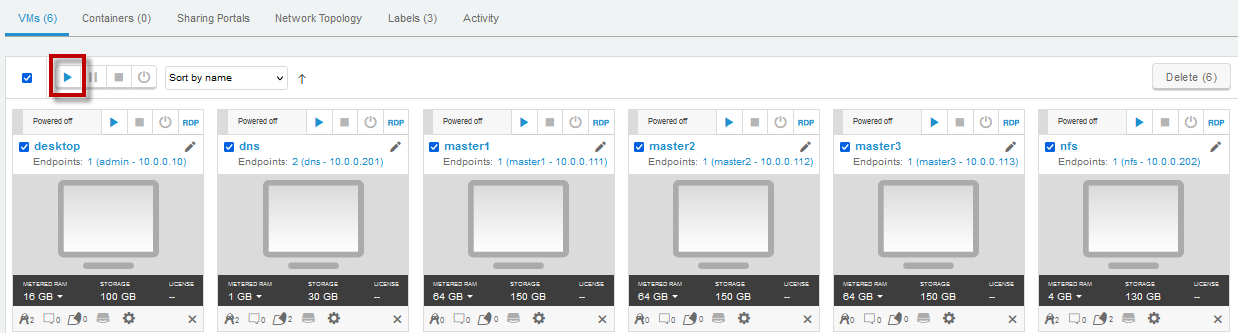 VMs (6) Containers (0) Sharing Portals Network Topology Labels (3) Activity
Sort by name Delete (6)
Powered off RDP Powered off RDP Powered off RDP Powered off RDP Powered off RDP Powered off RDP
desktop dns master1 master2 master3 nfs
Endpoints: 1 (admin - 10.0.0.10) Endpoints: 2 (dns - 10.0.0.201) Endpoints: 1 (master1 - 10.0.0.111) Endpoints: 1 (master2 - 10.0.0.112) Endpoints: 1 (master3 - 10.0.0.113) Endpoints: 1 (nfs - 10.0.0.202)
METERED RAM STORAGE LICENSE METERED RAM STORAGE LICENSE METERED RAM STORAGE LICENSE METERED RAM STORAGE LICENSE METERED RAM STORAGE LICENSE METERED RAM STORAGE LICENSE
16 GB 100 GB -- 1 GB 30 GB -- 64 GB 150 GB -- 64 GB 150 GB -- 64 GB 150 GB -- 4 GB 130 GB --
2 0 0 2 0 2 0 0 0 0 0 0 0 0 0 2 0 0